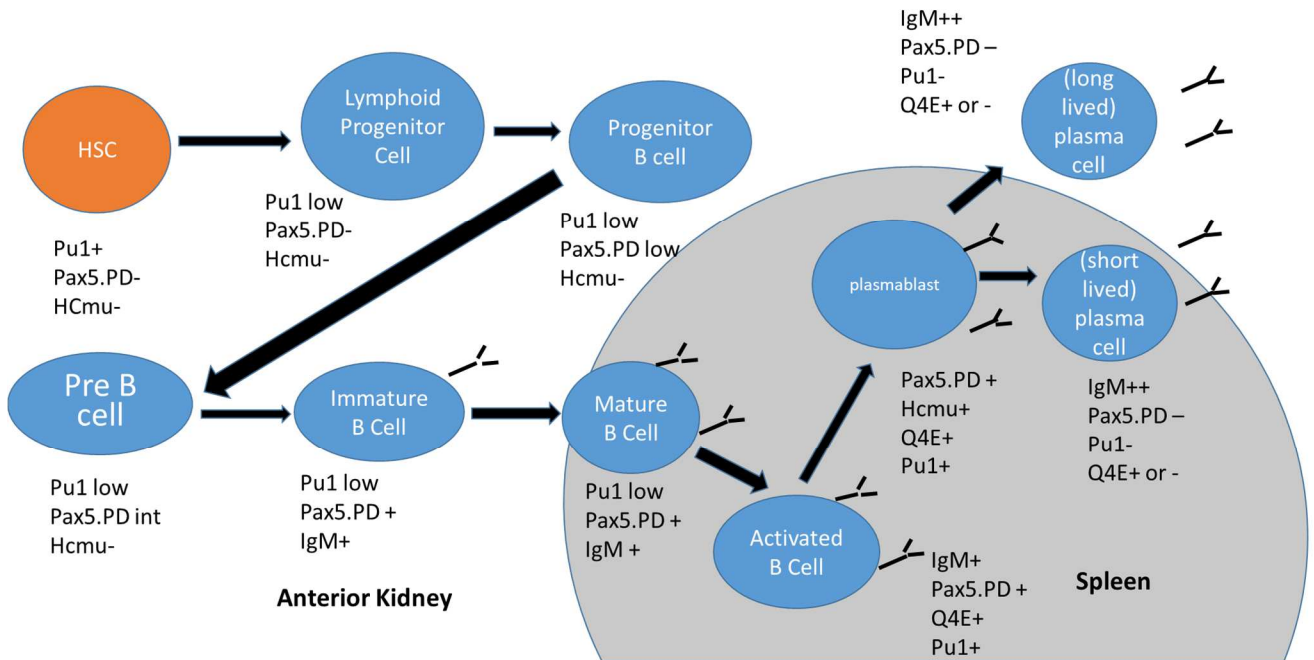 HSC
Pu1+
Pax5.PD-
HCmu-
Lymphoid
Progenitor
Cell
Pu1 low
Pax5.PD-
Hcmu-
Progenitor
B cell
Pu1 low
Pax5.PD low
Hcmu-
Pre B
cell
Pu1 low
Pax5.PD int
Hcmu-
Immature
B Cell
Pu1 low
Pax5.PD +
IgM+
Mature
B Cell
Pu1 low
Pax5.PD +
IgM +
Activated
B Cell
IgM+
Pax5.PD +
Q4E+
Pu1+
plasmablast
Pax5.PD +
Hcmu+
Q4E+
Pu1+
IgM++
Pax5.PD –
Pu1-
Q4E+ or -
(long
lived)
plasma
cell
(short
lived)
plasma
cell
IgM++
Pax5.PD –
Pu1-
Q4E+ or -
Anterior Kidney
Spleen